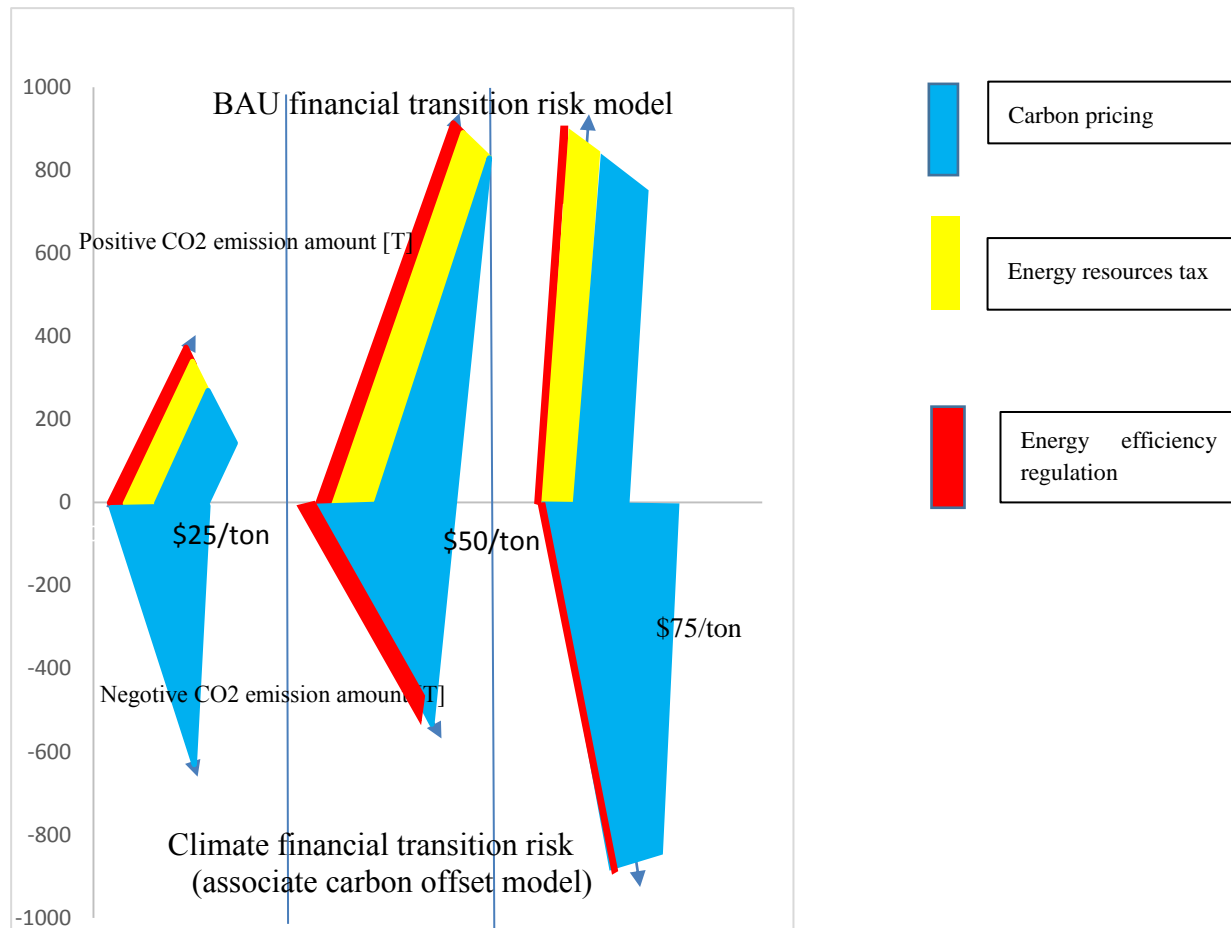 1000
BAU financial transition risk model
800
Positive CO2 emission amount [T]
600
400
200
0
$25/ton
$50/ton
-200
$75/ton
-400
Negotive CO2 emission amount [T]
-600
-800
Climate financial transition risk
(associate carbon offset model)
-1000
Carbon pricing
Energy resources tax
Energy efficiency
regulation